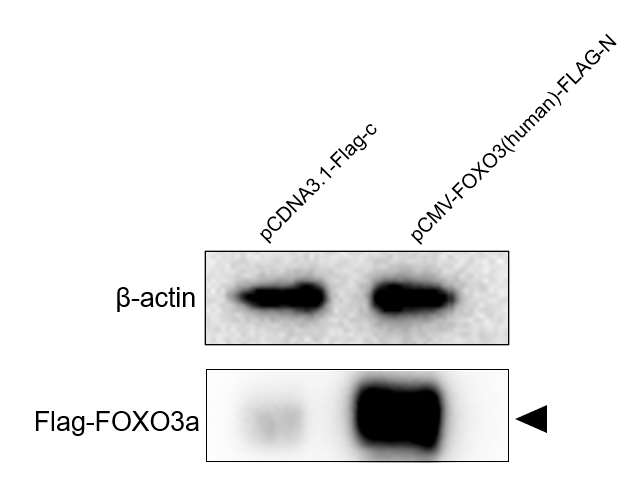 pCDNA3.1-Flag-c
pCMV-FOXO3(human)-FLAG-N
β-actin
Flag-FOXO3a